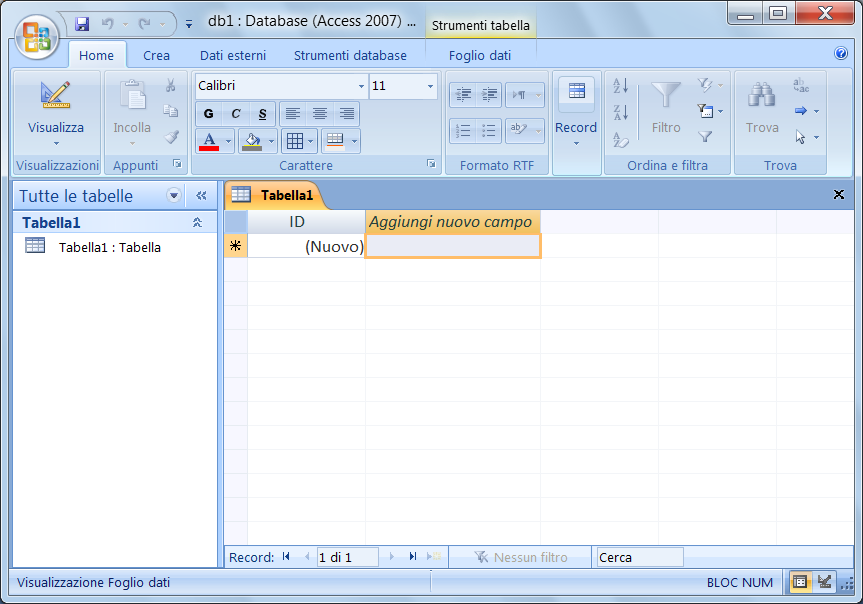 db1 : Database (Access 2007) ...
Strumenti tabella
Home Crea Dati esterni Strumenti database Foglio dati
Calibri 11
G C S
A
Visualizza Incolla Record Filtro Trova
Visualizzazioni Appunti Carattere Formato RTF Ordina e filtra Trova
Tutte le tabelle
Tabella1
Tabella1 : Tabella
Tabella1
ID Aggiungi nuovo campo
(Nuovo)
Record: 1 di 1 Nessun filtro Cerca
Visualizzazione Foglio dati BLOC NUM